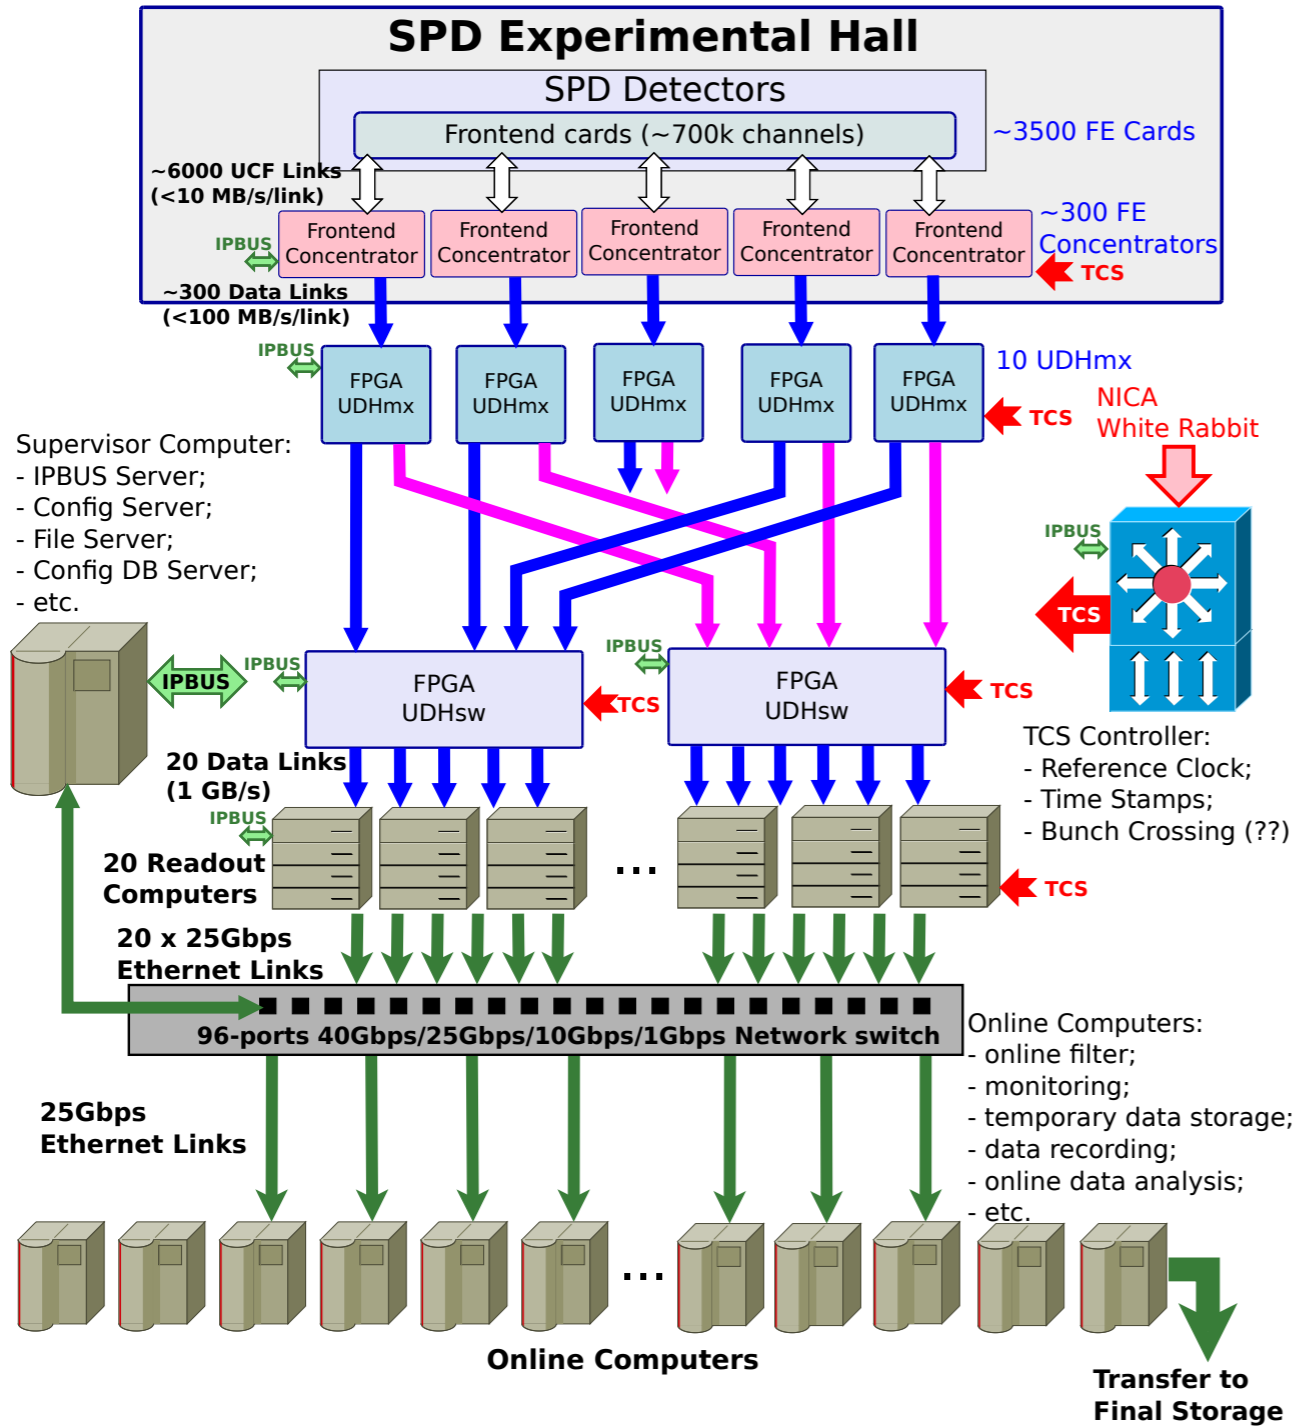 SPD Experimental Hall
SPD Detectors
Frontend cards (~700k channels)
~3500 FE Cards
~6000 UCF Links
(<10 MB/s/link)
Frontend
Concentrator
Frontend
Concentrator
Frontend
Concentrator
Frontend
Concentrator
Frontend
Concentrator
~300 FE
Concentrators
IPBUS
TCS
~300 Data Links
(<100 MB/s/link)
IPBUS
FPGA
UDHmx
FPGA
UDHmx
FPGA
UDHmx
FPGA
UDHmx
FPGA
UDHmx
10 UDHmx
TCS
NICA
White Rabbit
Supervisor Computer:
- IPBUS Server;
- Config Server;
- File Server;
- Config DB Server;
- etc.
IPBUS
TCS
IPBUS
IPBUS
FPGA
UDHsw
TCS
IPBUS
FPGA
UDHsw
TCS
TCS Controller:
- Reference Clock;
- Time Stamps;
- Bunch Crossing (??)
20 Data Links
(1 GB/s)
IPBUS
20 Readout
Computers
...
TCS
20 x 25Gbps
Ethernet Links
96-ports 40Gbps/25Gbps/10Gbps/1Gbps Network switch
Online Computers:
- online filter;
- monitoring;
- temporary data storage;
- data recording;
- online data analysis;
- etc.
25Gbps
Ethernet Links
...
Online Computers
Transfer to
Final Storage